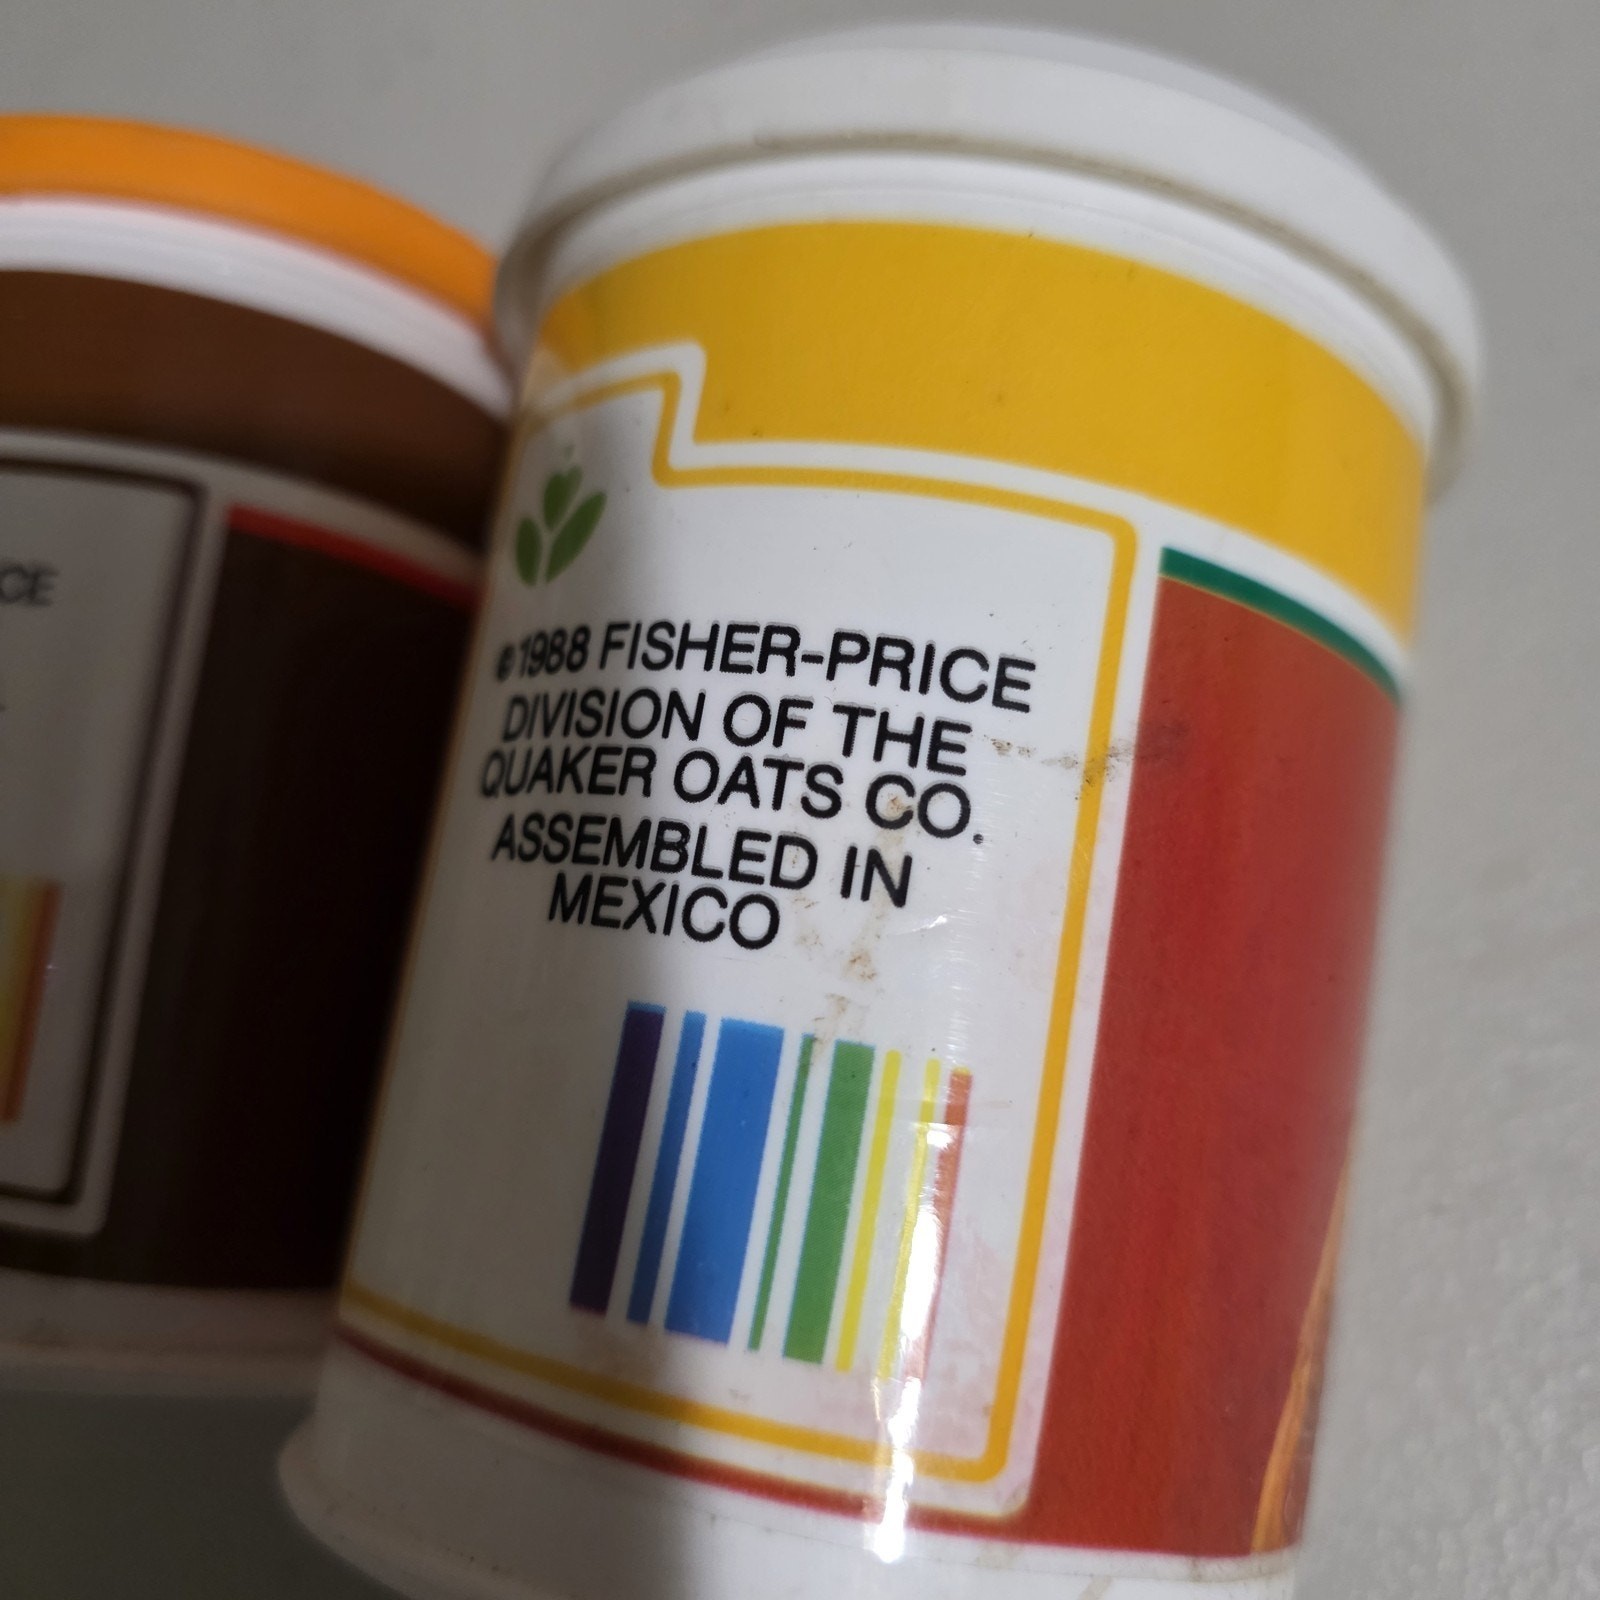 ©1988 FISHER-PRICE
DIVISION OF THE
QUAKER OATS CO.
ASSEMBLED IN
MEXICO